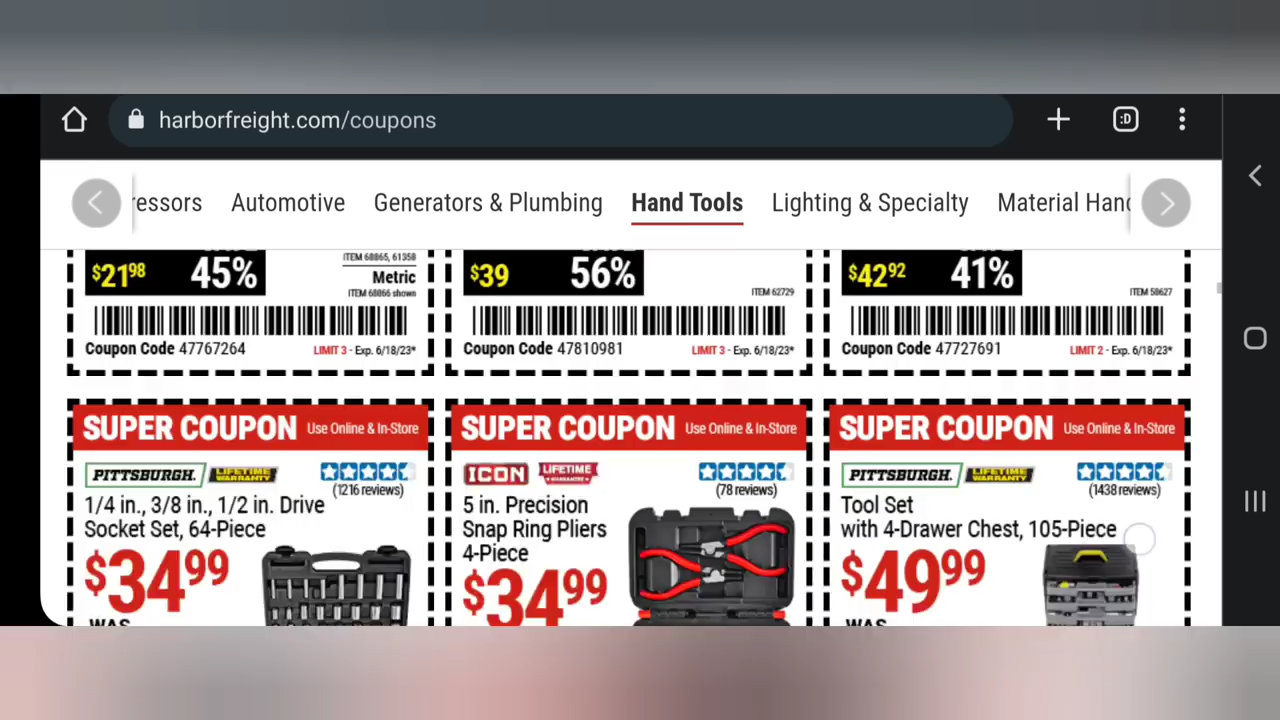 harborfreight.com/coupons
:D
ressors Automotive Generators & Plumbing Hand Tools Lighting & Specialty Material Hand
$21.98 45% ITEM 68865, 61358
Metric
ITEM 68866 shown
Coupon Code 47767264 LIMIT 3 - Exp. 6/18/23*
$39 56% ITEM 62729
Coupon Code 47810981 LIMIT 3 - Exp. 6/18/23*
$42.92 41% ITEM 58627
Coupon Code 47727691 LIMIT 2 - Exp. 6/18/23*
SUPER COUPON Use Online & In-Store
PITTSBURGH. LIFETIME WARRANTY
(1216 reviews)
1/4 in., 3/8 in., 1/2 in. Drive
Socket Set, 64-Piece
$34.99
WAS
SUPER COUPON Use Online & In-Store
ICON LIFETIME
(78 reviews)
5 in. Precision
Snap Ring Pliers
4-Piece
$34.99
SUPER COUPON Use Online & In-Store
PITTSBURGH. LIFETIME WARRANTY
(1438 reviews)
Tool Set
with 4-Drawer Chest, 105-Piece
$49.99
WAS